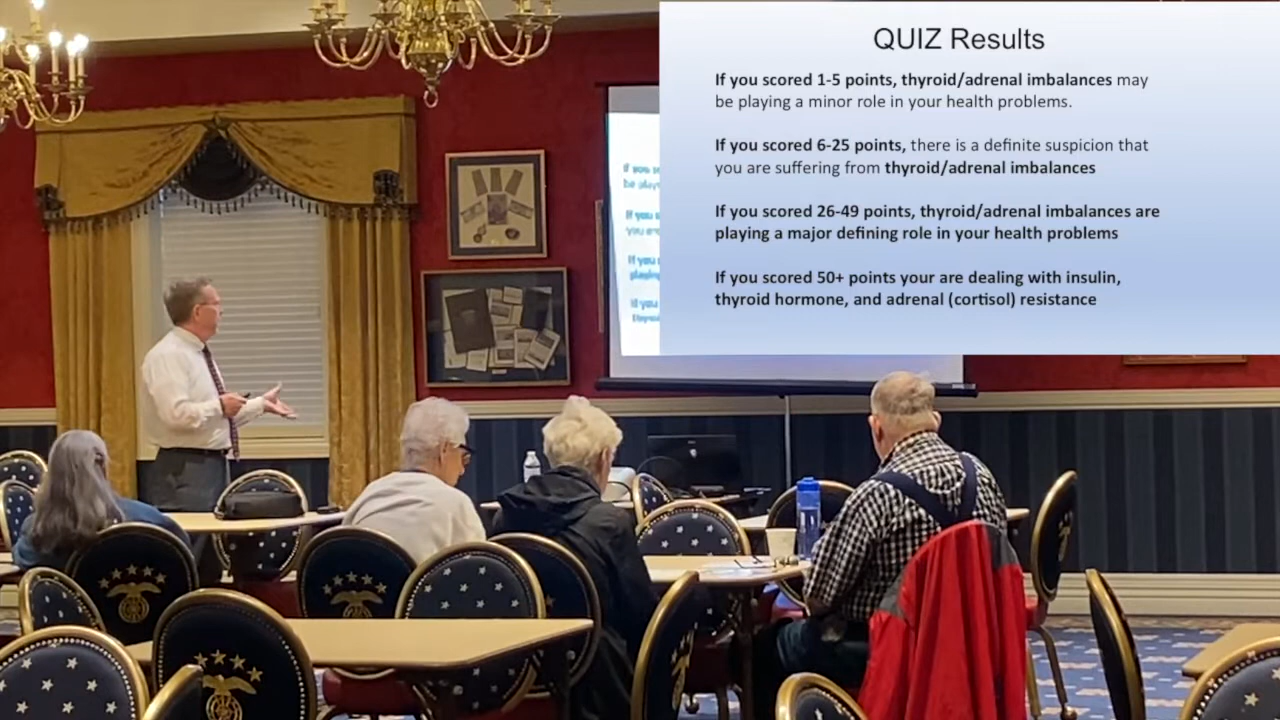 QUIZ Results
If you scored 1-5 points, thyroid/adrenal imbalances may
be playing a minor role in your health problems.
If you scored 6-25 points, there is a definite suspicion that
you are suffering from thyroid/adrenal imbalances
If you scored 26-49 points, thyroid/adrenal imbalances are
playing a major defining role in your health problems
If you scored 50+ points your are dealing with insulin,
thyroid hormone, and adrenal (cortisol) resistance